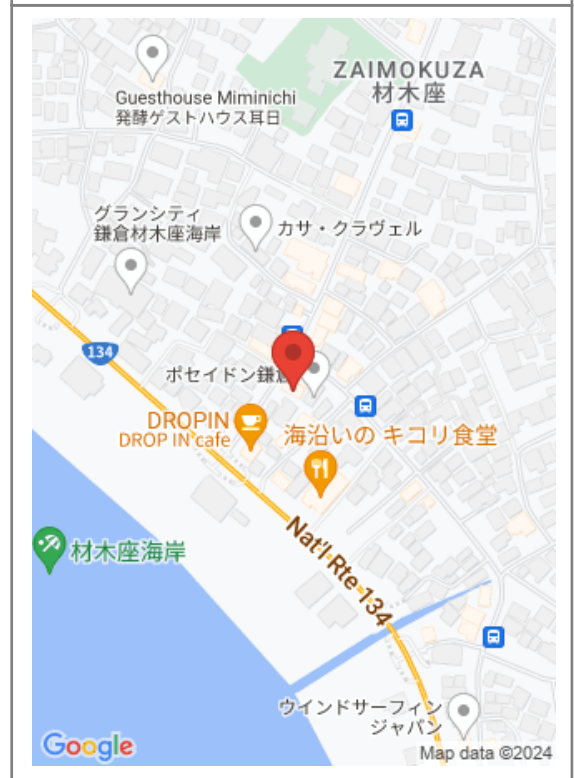 ZAIMOKUZA
材木座
Guesthouse Miminichi
発酵ゲストハウス耳日
グランシティ
鎌倉材木座海岸
カサ・クラヴェル
134
ポセイドン鎌倉
DROPIN
DROP IN cafe
海沿いの キコリ食堂
Nat'l Rte 134
材木座海岸
ウインドサーフィン
ジャパン
Google
Map data ©2024